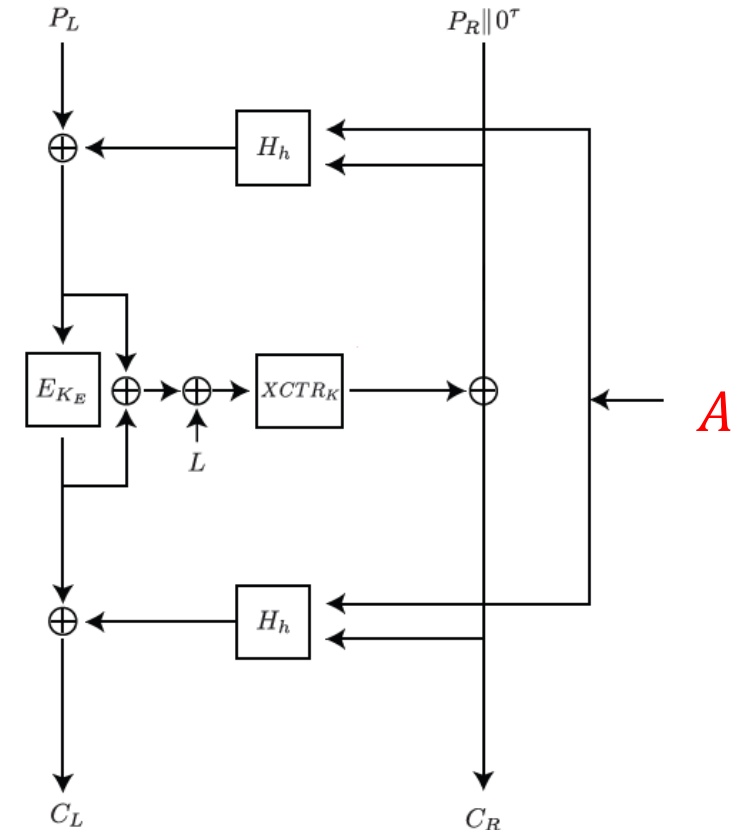 P_L
P_R∥0^τ
H_h
E_{K_E}
XCTR_K
A
L
H_h
C_L
C_R